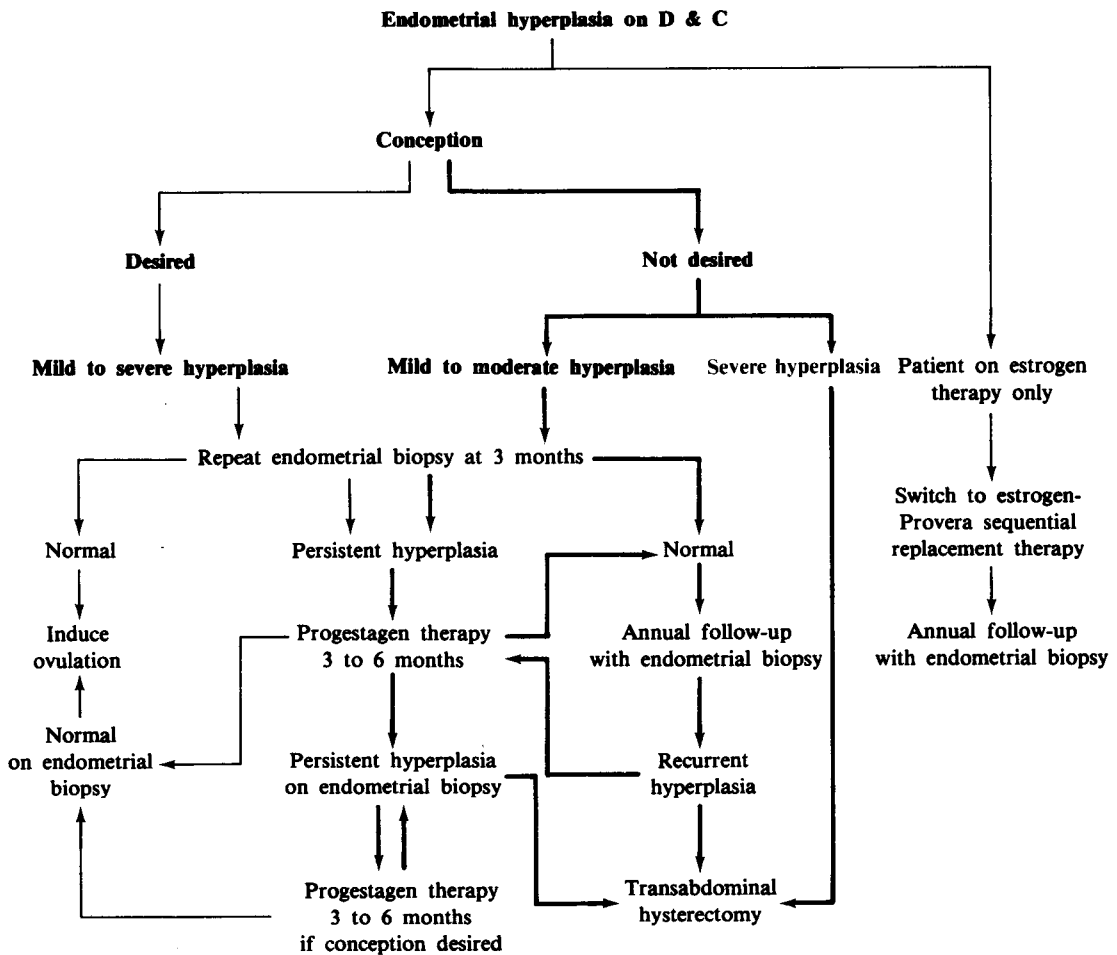 Endometrial hyperplasia on D & C
Conception
Desired
Not desired
Mild to severe hyperplasia
Mild to moderate hyperplasia
Severe hyperplasia
Patient on estrogen
therapy only
Repeat endometrial biopsy at 3 months
Switch to estrogen-
Provera sequential
replacement therapy
Normal
Persistent hyperplasia
Normal
Induce
ovulation
Progestagen therapy
3 to 6 months
Annual follow-up
with endometrial biopsy
Annual follow-up
with endometrial biopsy
Normal
on endometrial
biopsy
Persistent hyperplasia
on endometrial biopsy
Recurrent
hyperplasia
Progestagen therapy
3 to 6 months
if conception desired
Transabdominal
hysterectomy